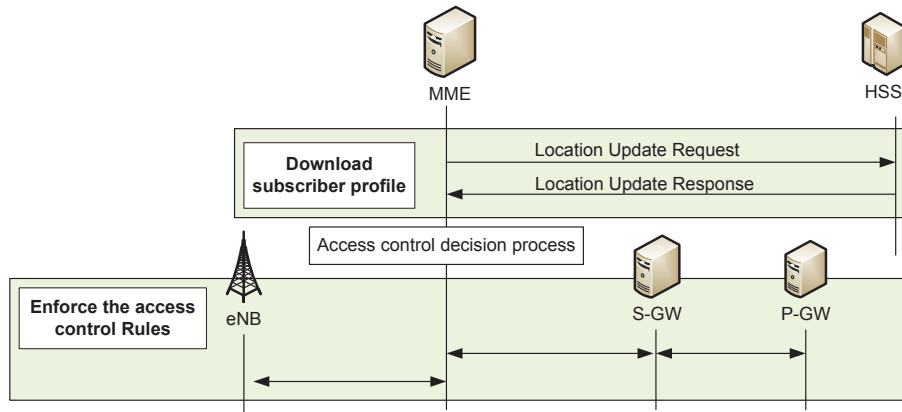 MME
HSS
Download
subscriber profile
Location Update Request
Location Update Response
Access control decision process
Enforce the access
control Rules
eNB
S-GW
P-GW